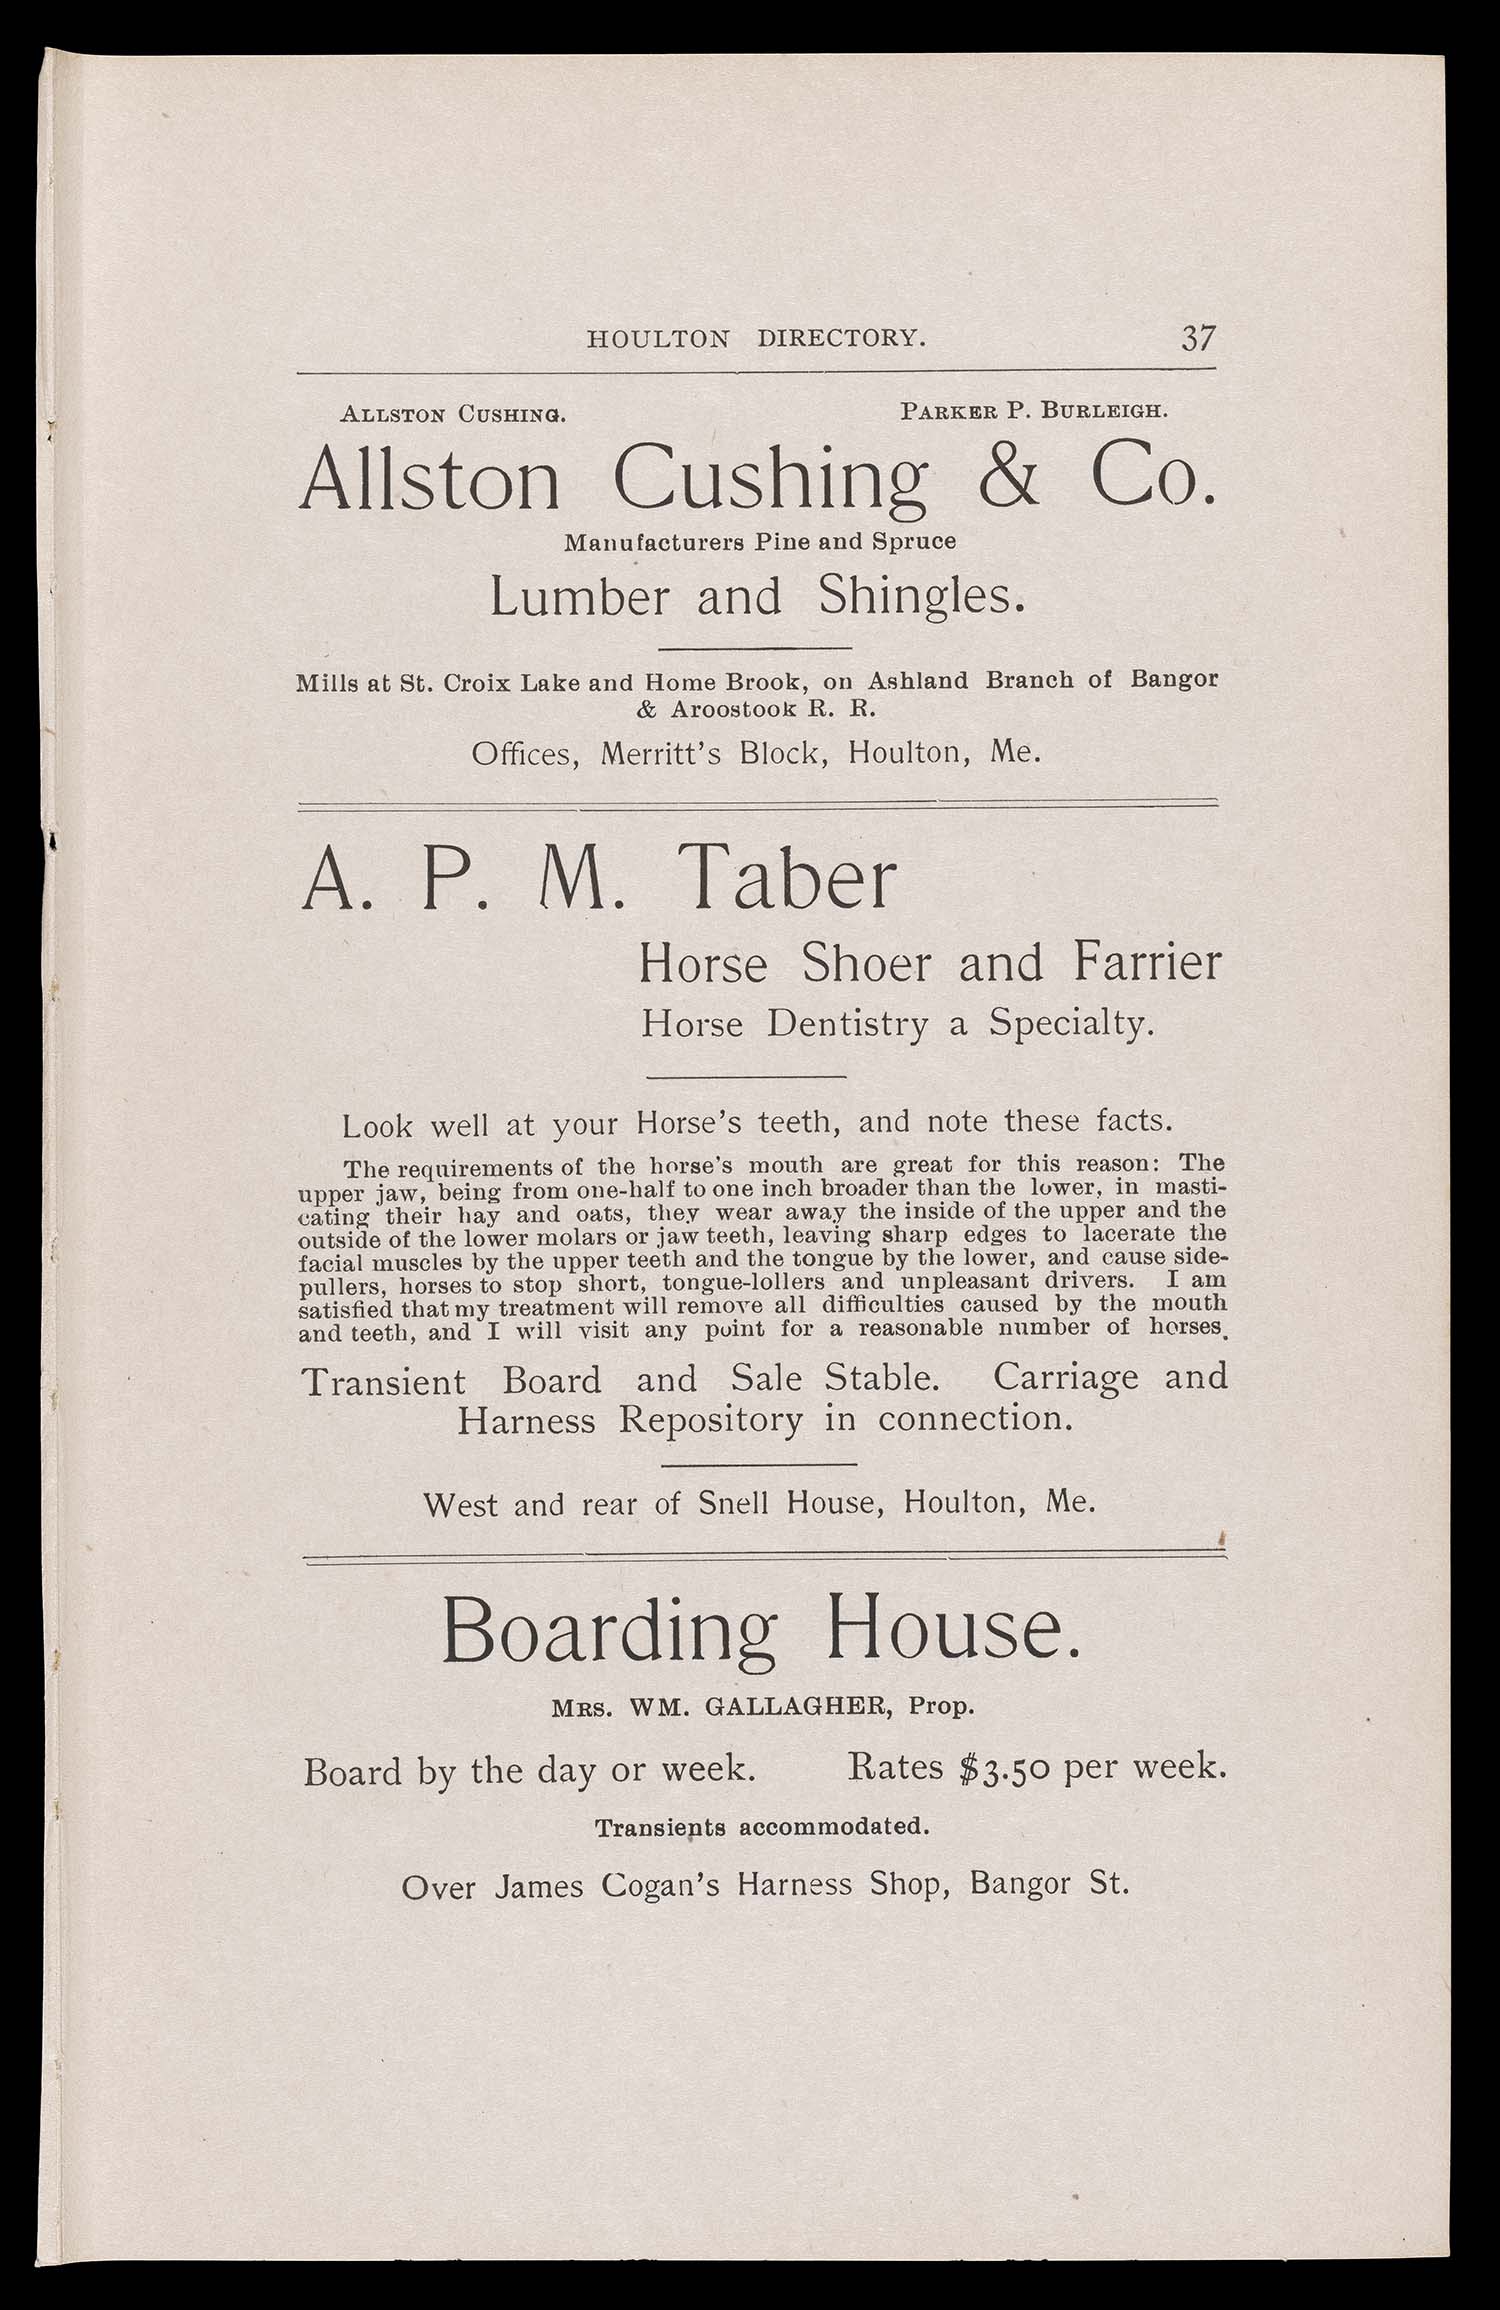 HOULTON DIRECTORY. 37
ALLSTON CUSHING. PARKER P. BURLEIGH.
Allston Cushing & Co.
Manufacturers Pine and Spruce
Lumber and Shingles.
Mills at St. Croix Lake and Home Brook, on Ashland Branch of Bangor
& Aroostook R. R.
Offices, Merritt's Block, Houlton, Me.
A. P. M. Taber
Horse Shoer and Farrier
Horse Dentistry a Specialty.
Look well at your Horse's teeth, and note these facts.
The requirements of the horse's mouth are great for this reason: The
upper jaw, being from one-half to one inch broader than the lower, in masti-
cating their hay and oats, they wear away the inside of the upper and the
outside of the lower molars or jaw teeth, leaving sharp edges to lacerate the
facial muscles by the upper teeth and the tongue by the lower, and cause side-
pullers, horses to stop short, tongue-lollers and unpleasant drivers. I am
satisfied that my treatment will remove all difficulties caused by the mouth
and teeth, and I will visit any point for a reasonable number of horses.
Transient Board and Sale Stable. Carriage and
Harness Repository in connection.
West and rear of Snell House, Houlton, Me.
Boarding House.
MRS. WM. GALLAGHER, Prop.
Board by the day or week. Rates $3.50 per week.
Transients accommodated.
Over James Cogan's Harness Shop, Bangor St.